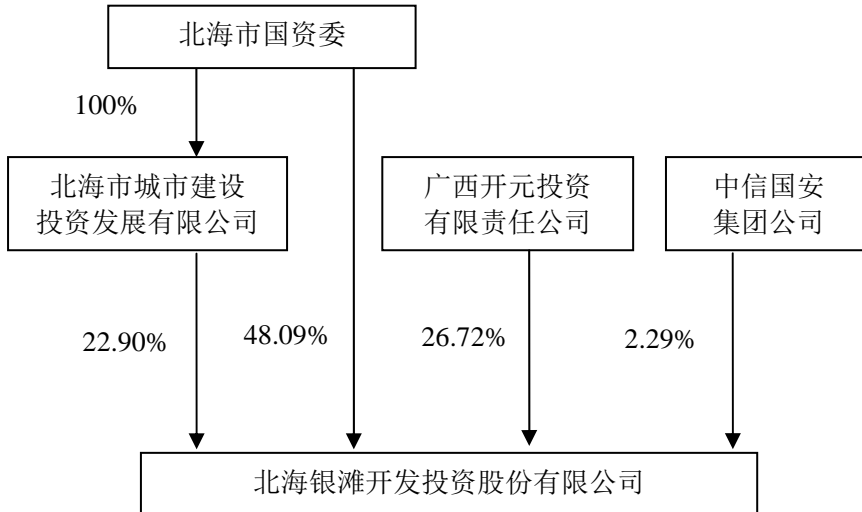 北海市国资委
100%
北海市城市建设
投资发展有限公司
广西开元投资
有限责任公司
中信国安
集团公司
22.90%
48.09%
26.72%
2.29%
北海银滩开发投资股份有限公司